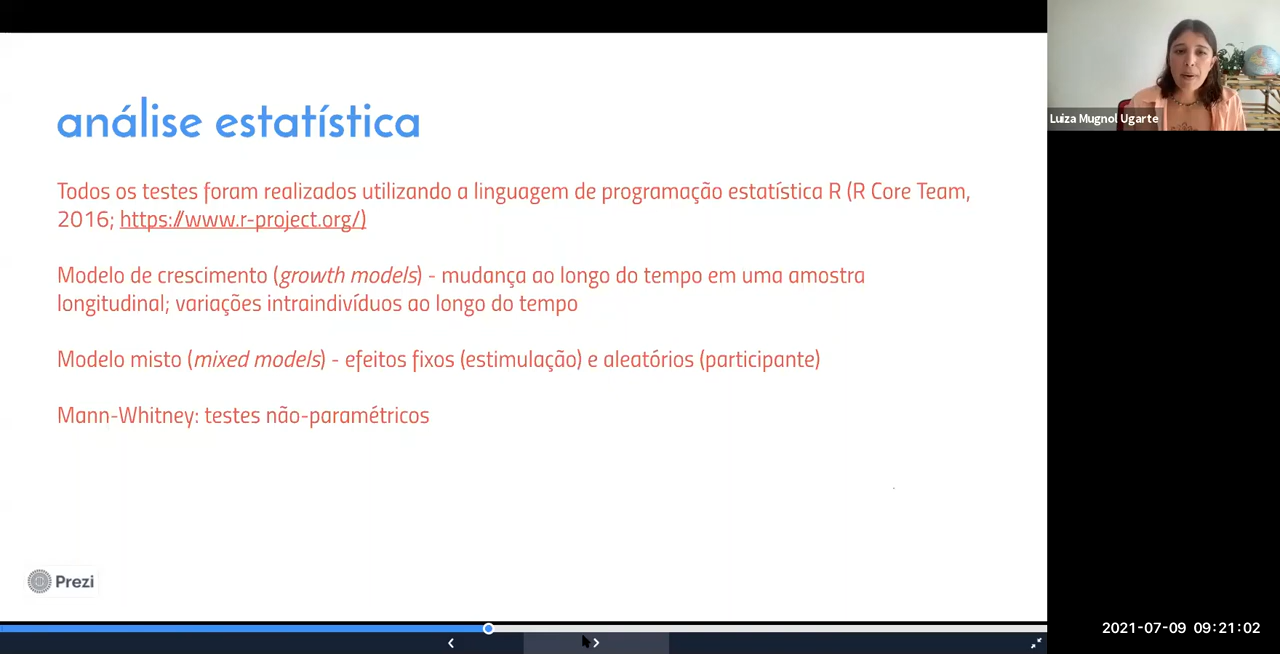 análise estatística
Todos os testes foram realizados utilizando a linguagem de programação estatística R (R Core Team,
2016; https://www.r-project.org/)
Modelo de crescimento (growth models) - mudança ao longo do tempo em uma amostra
longitudinal; variações intraindivíduos ao longo do tempo
Modelo misto (mixed models) - efeitos fixos (estimulação) e aleatórios (participante)
Mann-Whitney: testes não-paramétricos
Prezi
Luiza Mugnol Ugarte
2021-07-09 09:21:02